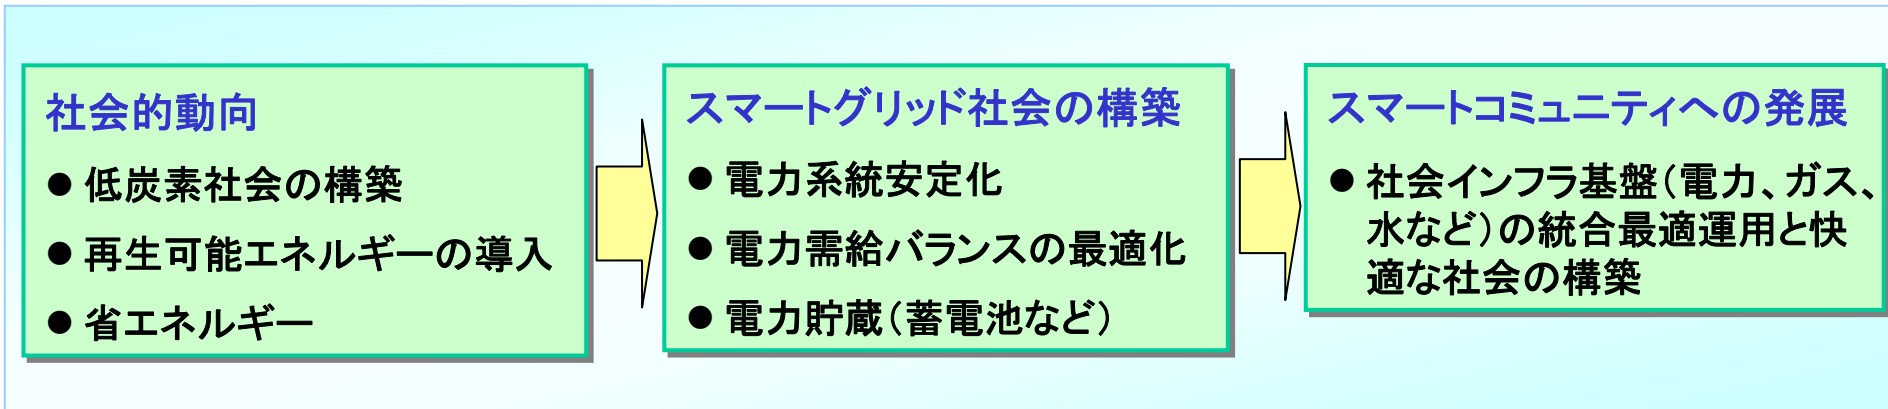 社会的動向
● 低炭素社会の構築
● 再生可能エネルギーの導入
● 省エネルギー
スマートグリッド社会の構築
● 電力系統安定化
● 電力需給バランスの最適化
● 電力貯蔵(蓄電池など)
スマートコミュニティへの発展
● 社会インフラ基盤(電力、ガス、
水など)の統合最適運用と快
適な社会の構築